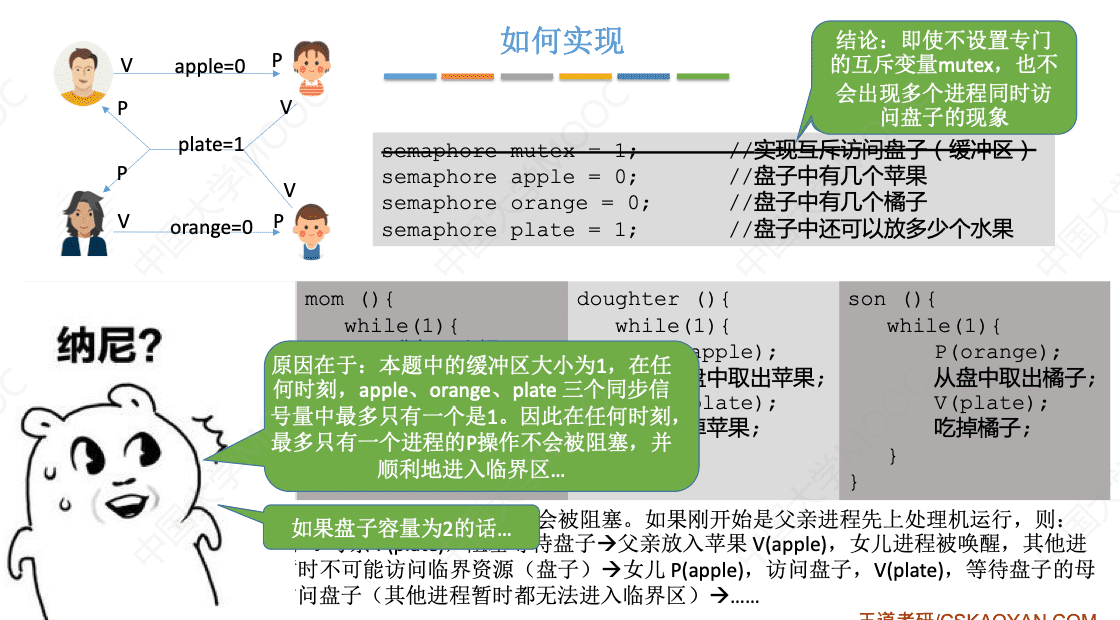 如何实现
V apple=0 P
P V
plate=1
P V
V orange=0 P
结论：即使不设置专门
的互斥变量mutex，也不
会出现多个进程同时访
问盘子的现象
semaphore mutex = 1; //实现互斥访问盘子（缓冲区）
semaphore apple = 0; //盘子中有几个苹果
semaphore orange = 0; //盘子中有几个橘子
semaphore plate = 1; //盘子中还可以放多少个水果
纳尼？
mom (){
while(1){
原因在于：本题中的缓冲区大小为1，在任
何时刻，apple、orange、plate 三个同步信
号量中最多只有一个是1。因此在任何时刻，
最多只有一个进程的P操作不会被阻塞，并
顺利地进入临界区…
doughter (){
while(1){
apple);
盘中取出苹果;
plate);
苹果;
son (){
while(1){
P(orange);
从盘中取出橘子;
V(plate);
吃掉橘子;
}
}
如果盘子容量为2的话…
会被阻塞。如果刚开始是父亲进程先上处理机运行，则：
待盘子→父亲放入苹果 V(apple)，女儿进程被唤醒，其他进
时不可能访问临界资源（盘子）→女儿 P(apple)，访问盘子，V(plate)，等待盘子的母
问盘子（其他进程暂时都无法进入临界区）→……
王道考研/CSKAOYAN.COM
中国大学MOOC